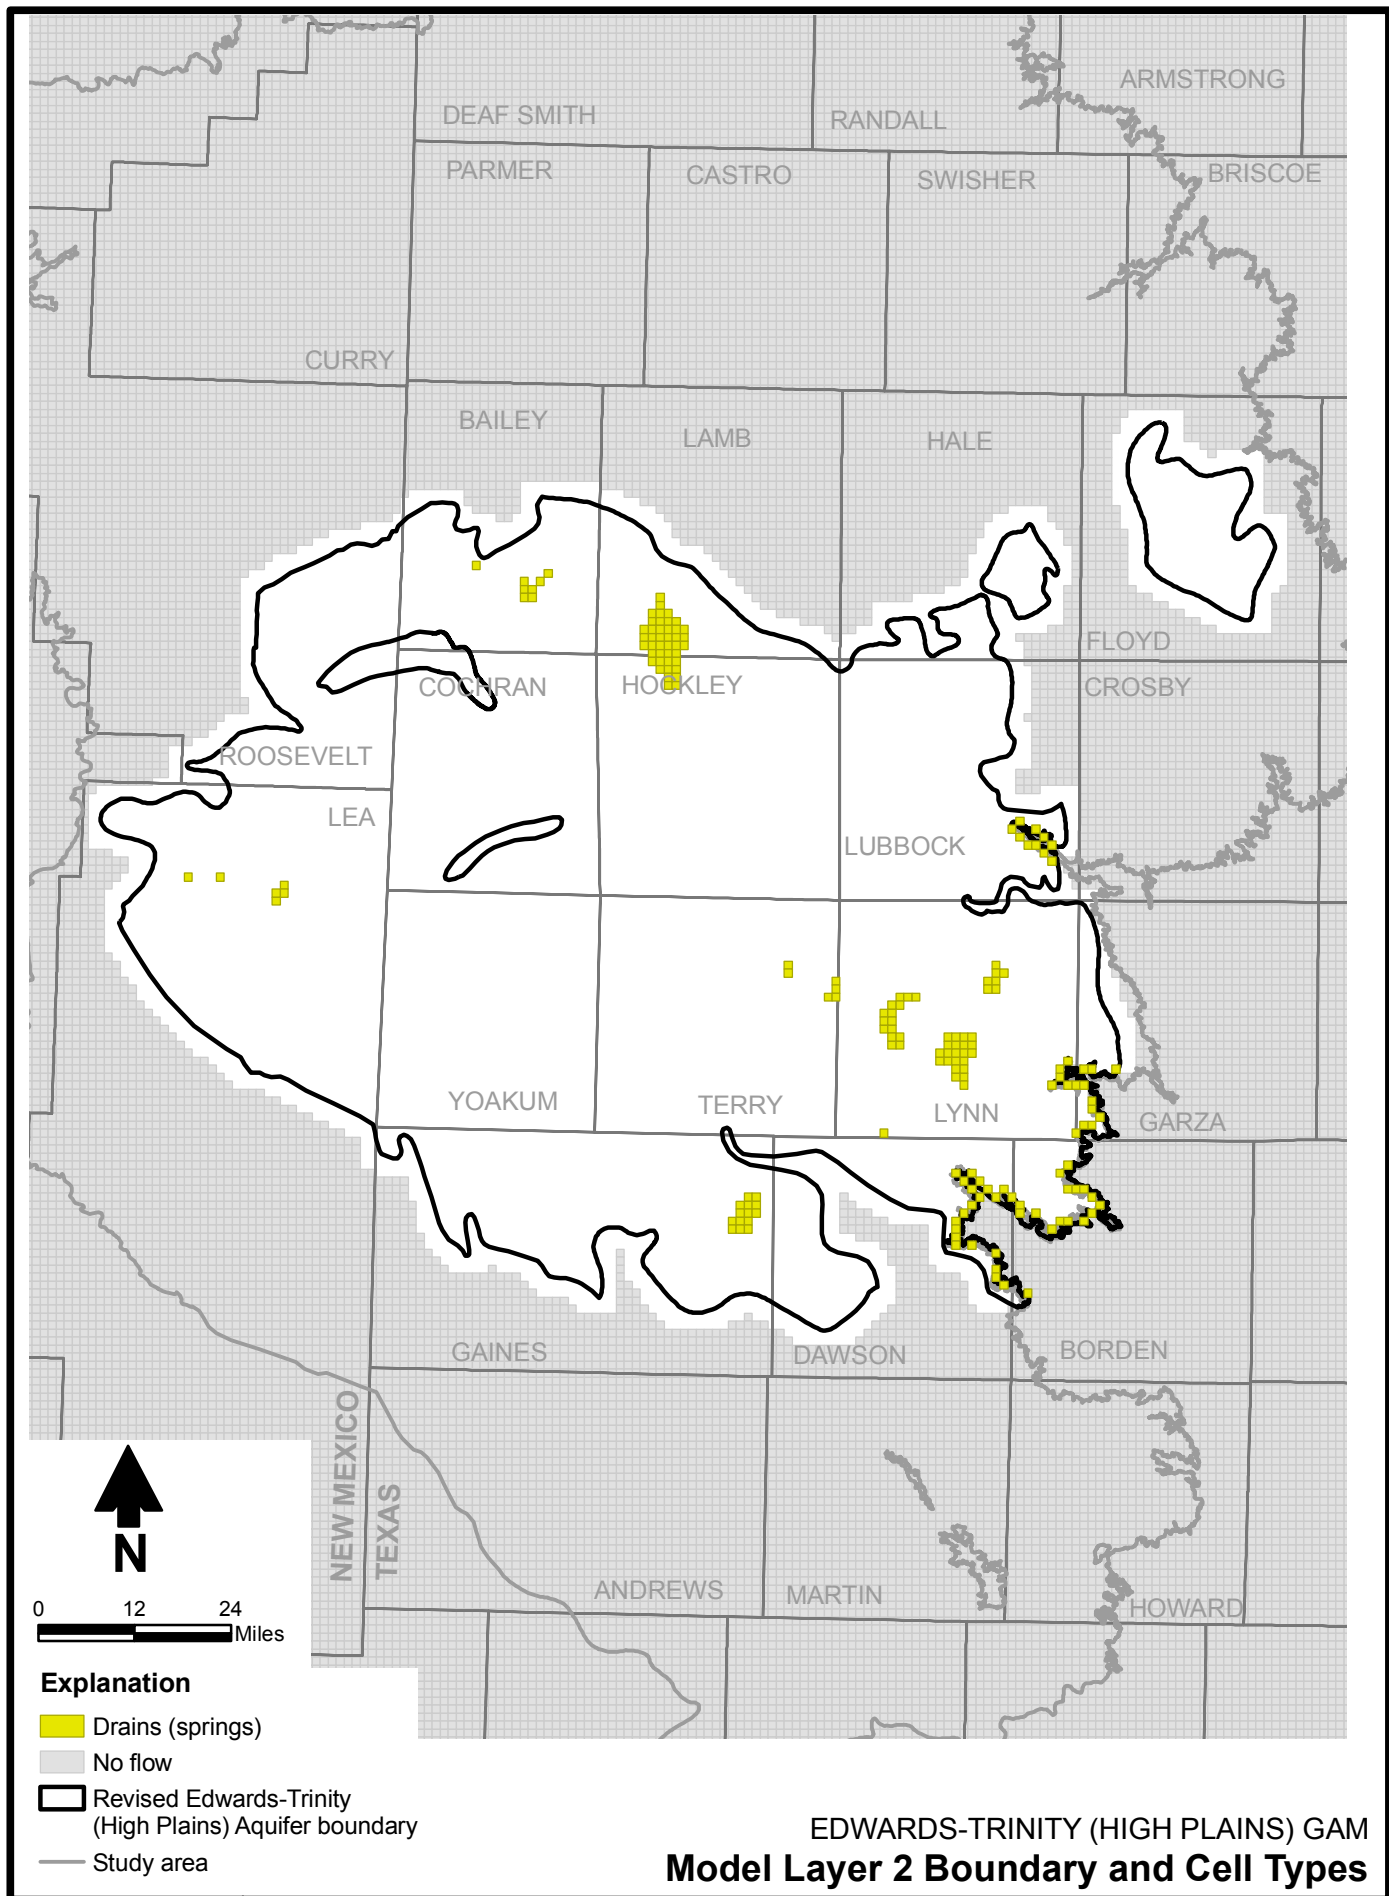 ARMSTRONG
DEAF SMITH
RANDALL
PARMER
CASTRO
SWISHER
BRISCOE
CURRY
BAILEY
LAMB
HALE
FLOYD
COCHRAN
HOCKLEY
CROSBY
ROOSEVELT
LEA
LUBBOCK
YOAKUM
TERRY
LYNN
GARZA
GAINES
DAWSON
BORDEN
NEW MEXICO
TEXAS
N
ANDREWS
MARTIN
HOWARD
0 12 24
Miles
Explanation
Drains (springs)
No flow
Revised Edwards-Trinity
(High Plains) Aquifer boundary
Study area
EDWARDS-TRINITY (HIGH PLAINS) GAM
Model Layer 2 Boundary and Cell Types